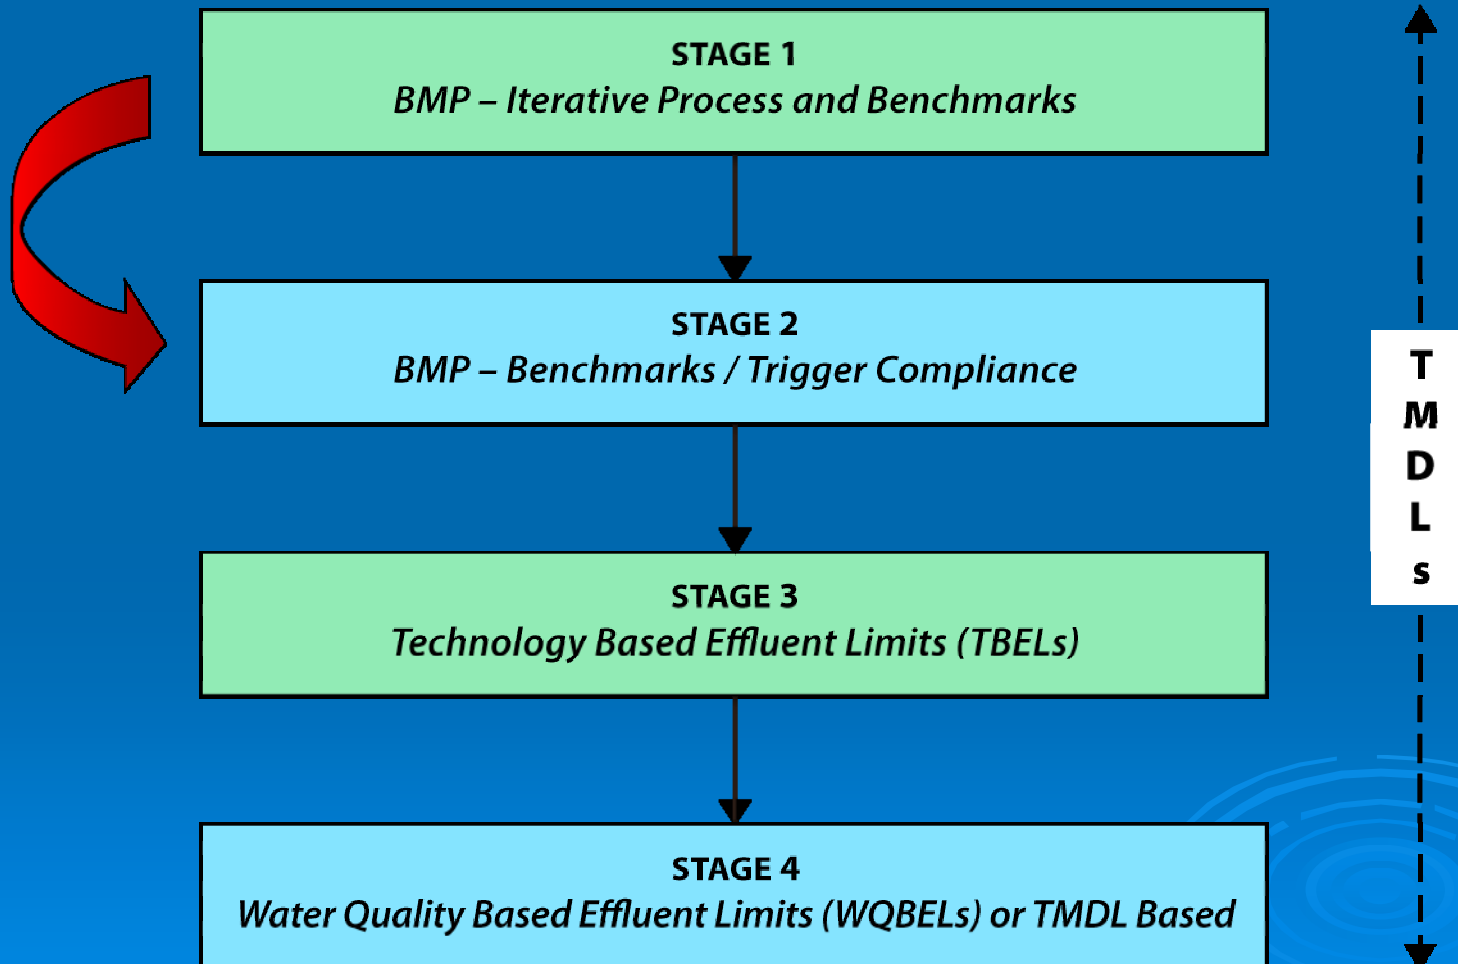 STAGE 1
BMP – Iterative Process and Benchmarks
STAGE 2
BMP – Benchmarks / Trigger Compliance
STAGE 3
Technology Based Effluent Limits (TBELs)
STAGE 4
Water Quality Based Effluent Limits (WQBELs) or TMDL Based
T
M
D
L
s